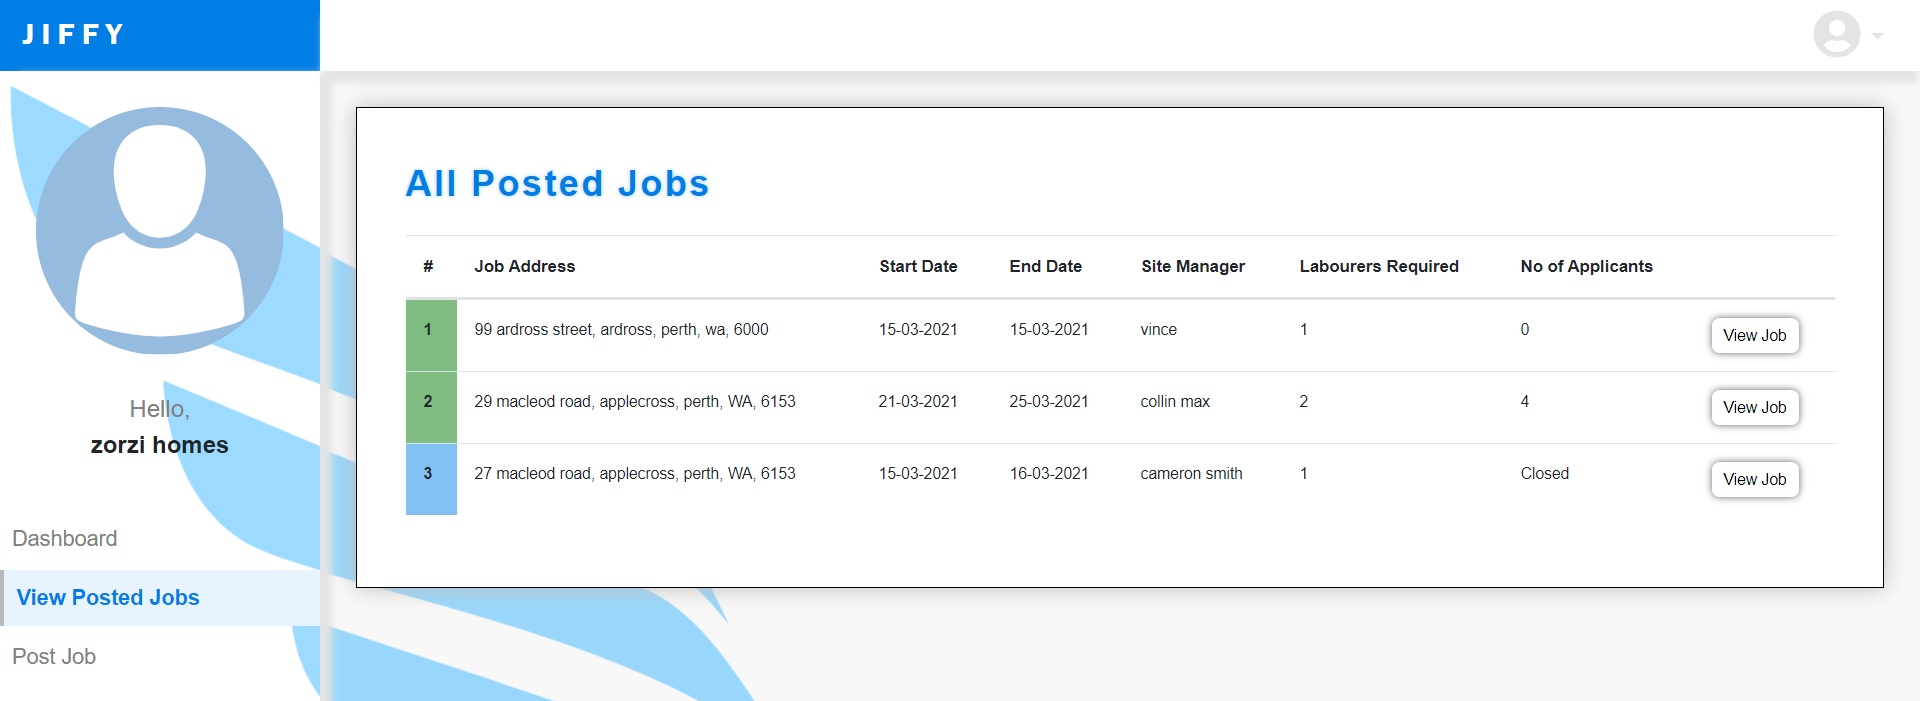 JIFFY
Hello,
zorzi homes
Dashboard
View Posted Jobs
Post Job
All Posted Jobs
# Job Address Start Date End Date Site Manager Labourers Required No of Applicants
1 99 ardross street, ardross, perth, wa, 6000 15-03-2021 15-03-2021 vince 1 0 View Job
2 29 macleod road, applecross, perth, WA, 6153 21-03-2021 25-03-2021 collin max 2 4 View Job
3 27 macleod road, applecross, perth, WA, 6153 15-03-2021 16-03-2021 cameron smith 1 Closed View Job